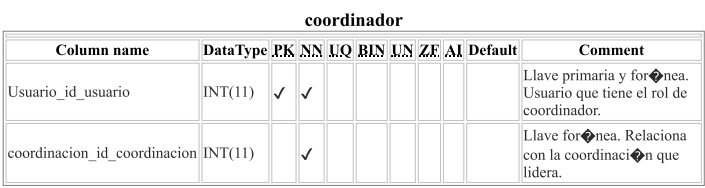 coordinador
Column name DataType PK NN UQ BIN UN ZF AI Default Comment
Usuario_id_usuario INT(11) ✓ ✓ Llave primaria y for�nea.
Usuario que tiene el rol de
coordinador.
coordinacion_id_coordinacion INT(11) ✓ Llave for�nea. Relaciona
con la coordinaci�n que
lidera.